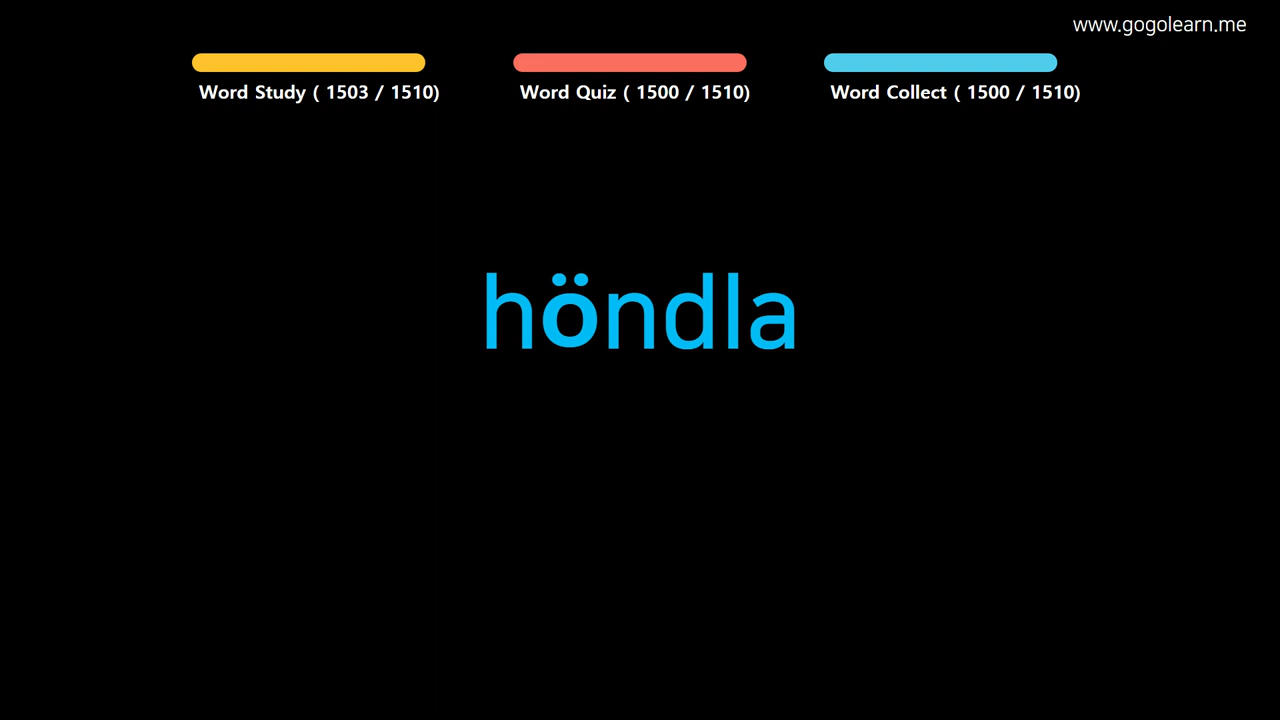 www.gogolearn.me
Word Study ( 1503 / 1510)
Word Quiz ( 1500 / 1510)
Word Collect ( 1500 / 1510)
höndla